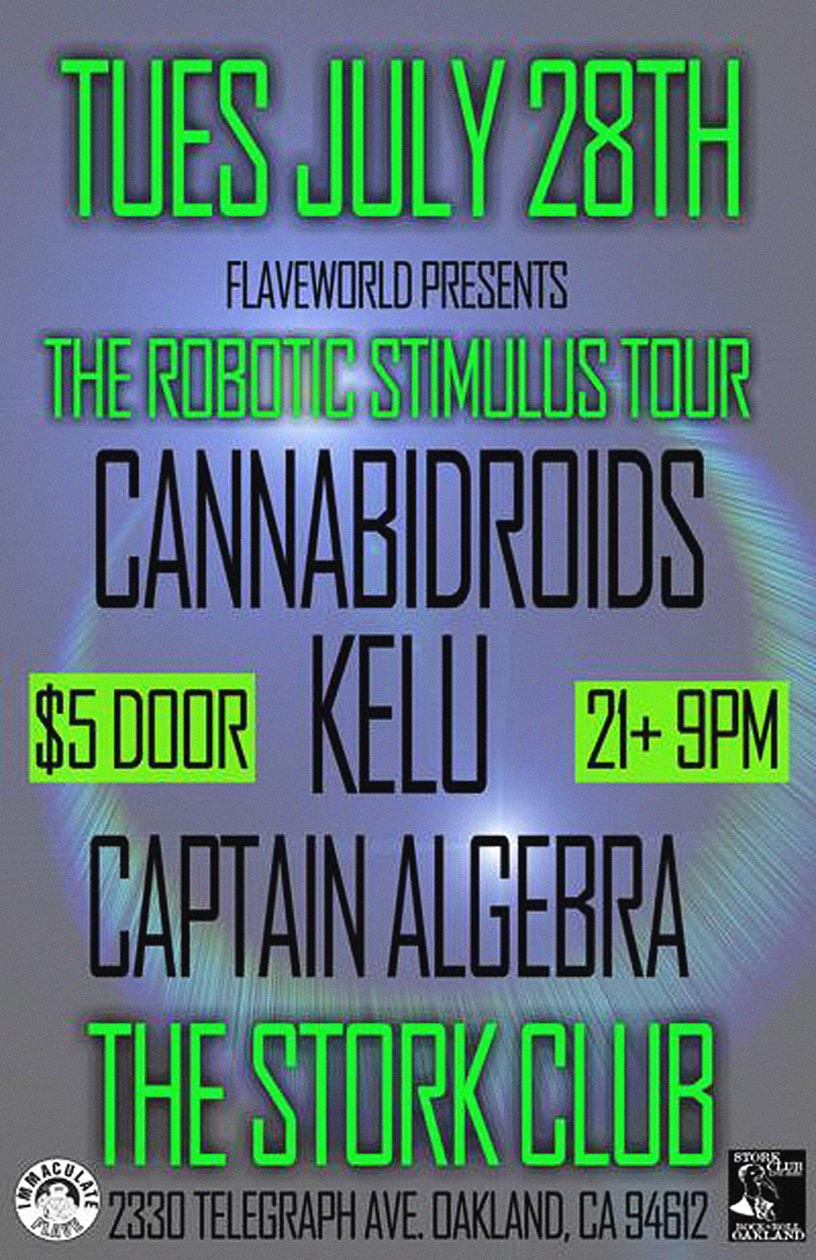 TUES JULY 28TH
FLAVEWORLD PRESENTS
THE ROBOTIC STIMULUS TOUR
CANNABIDROIDS
KELU
$5 DOOR
21+ 9PM
CAPTAIN ALGEBRA
THE STORK CLUB
IMMACULATE
FLAVE
2330 TELEGRAPH AVE. OAKLAND, CA 94612
STORK
CLUB
ROCK & ROLL
OAKLAND